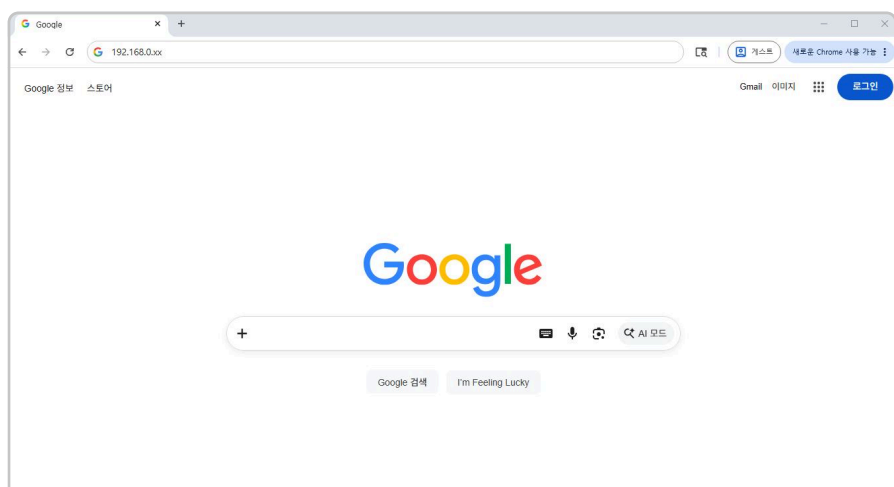 Google
192.168.0.xx
게스트
새로운 Chrome 사용 가능
Google 정보 스토어
Gmail 이미지
로그인
Google
AI 모드
Google 검색
I'm Feeling Lucky